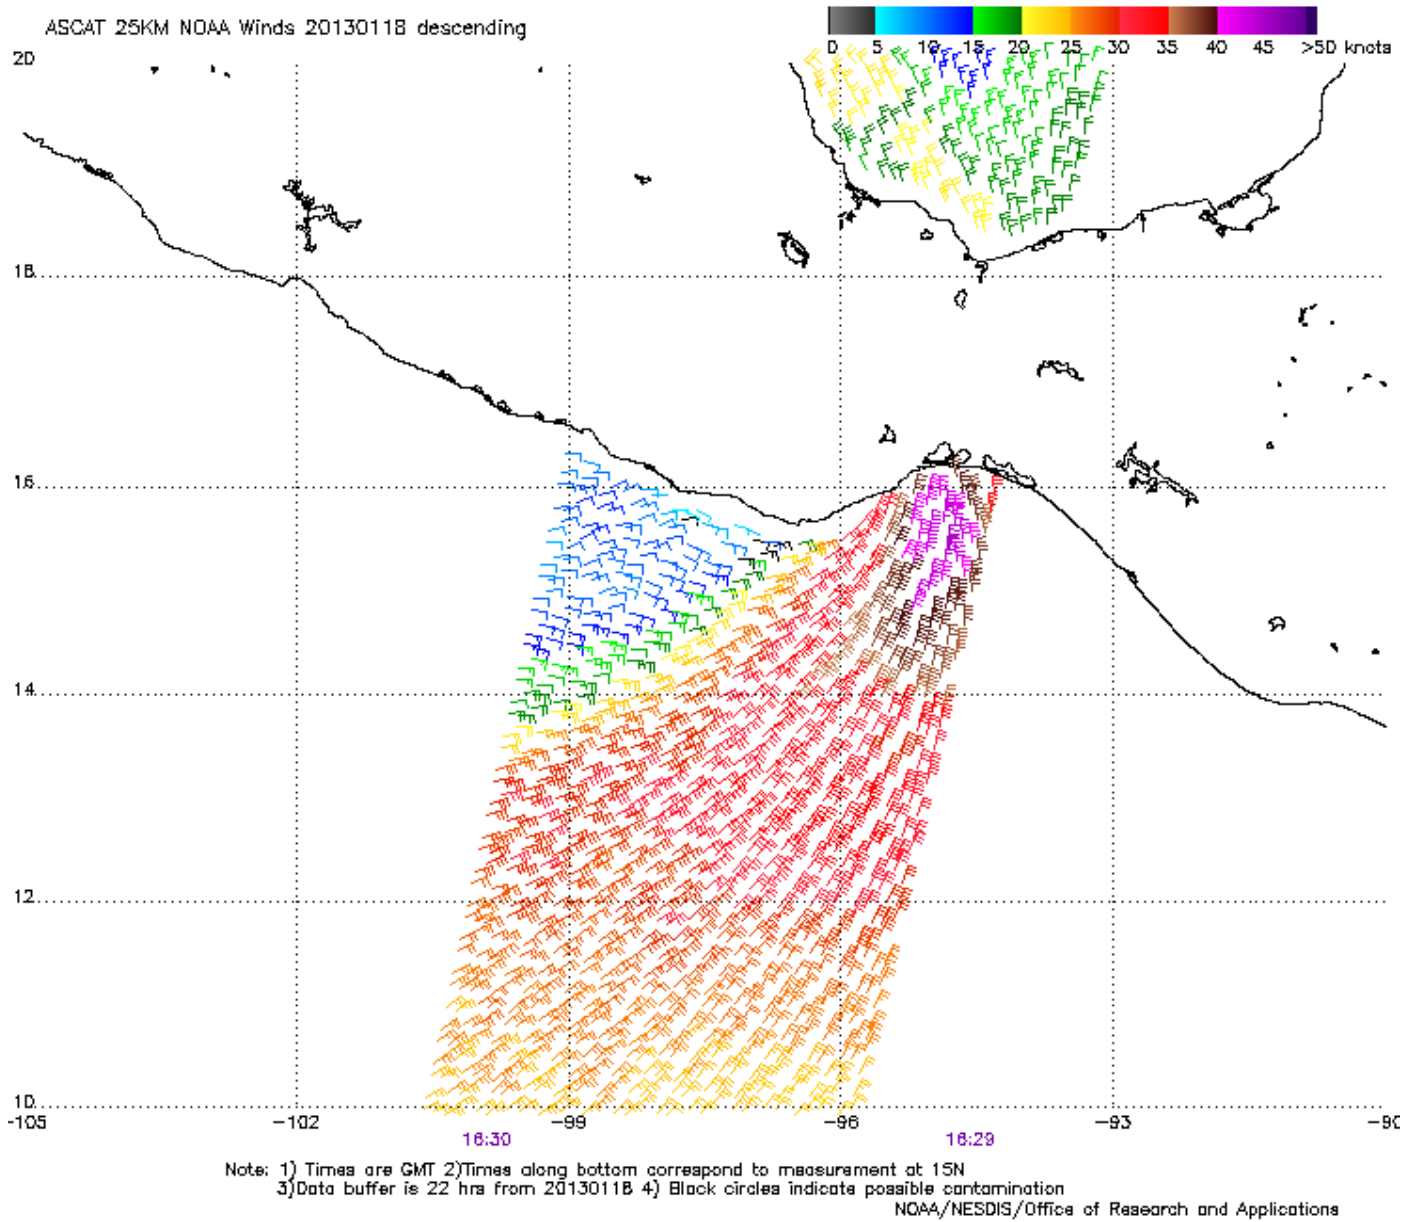 ASCAT 25KM NOAA Winds 20130118 descending
0 5 10 15 20 25 30 35 40 45 >50 knots
20
18
16
14
12
10
-105 -102 -99 -96 -93 -90
16:30 16:29
Note: 1) Times are GMT 2)Times along bottom correspond to measurement at 15N
3)Data buffer is 22 hrs from 20130118 4) Black circles indicate possible contamination
NOAA/NESDIS/Office of Research and Applications